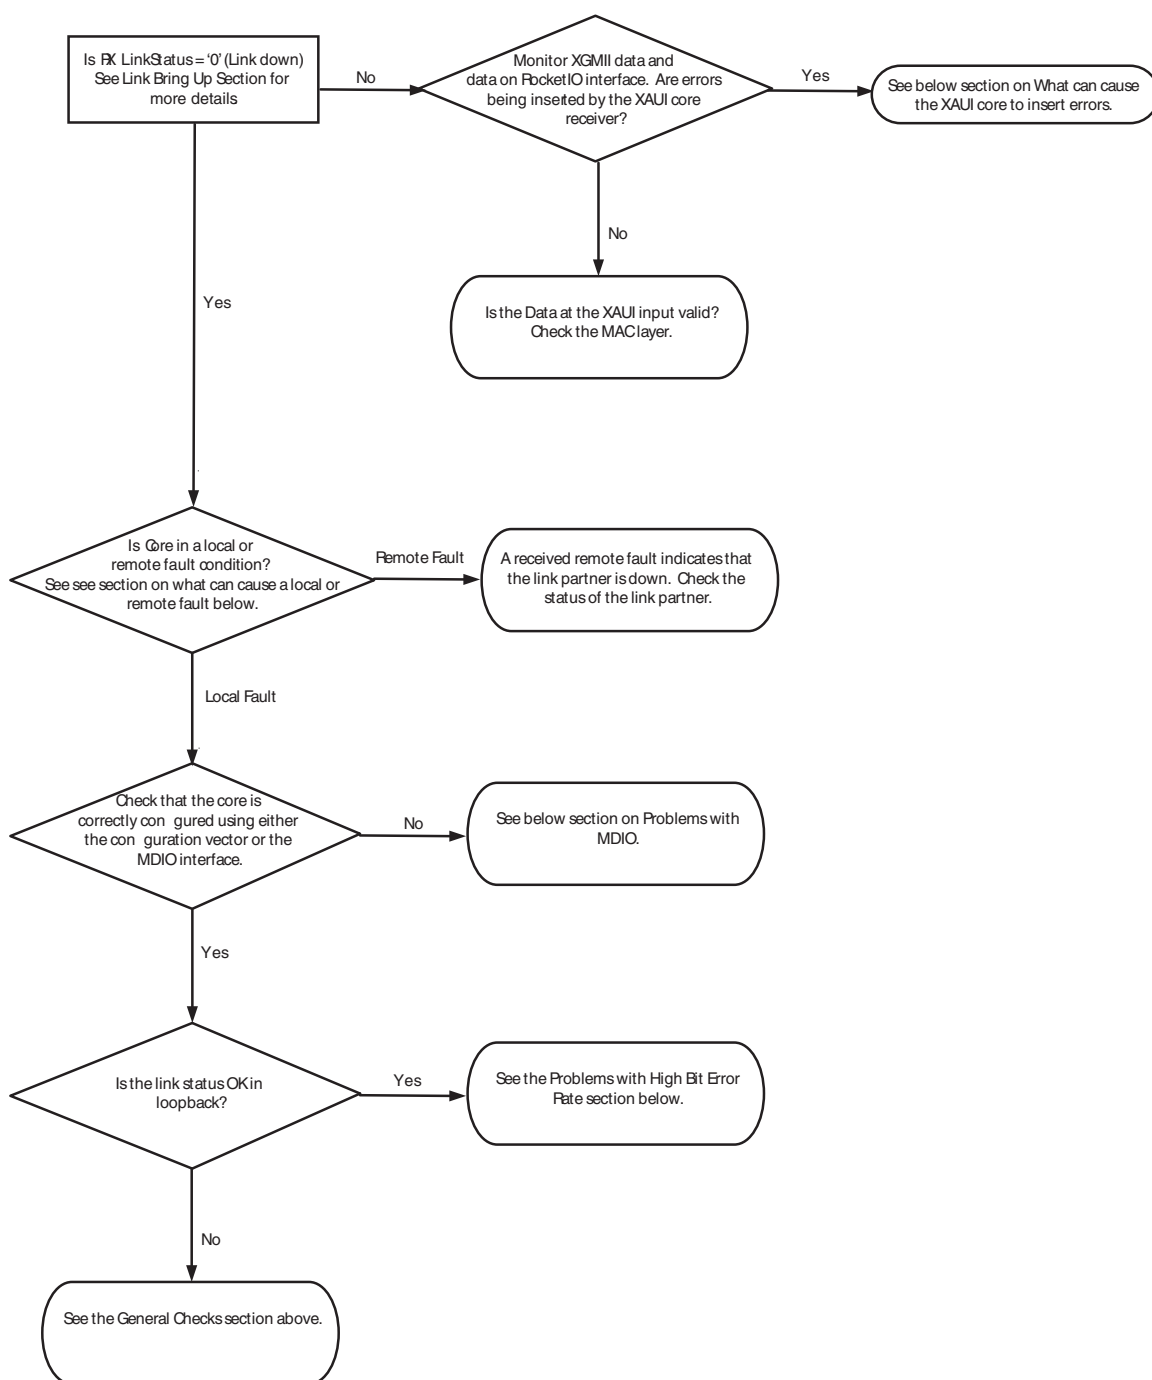 Is RX Link Status = ‘0’ (Link down)
See Link Bring Up Section for
more details
No
Monitor XGMII data and
data on RocketIO interface. Are errors
being inserted by the XAUI core
receiver?
Yes
See below section on What can cause
the XAUI core to insert errors.
No
Is the Data at the XAUI input valid?
Check the MAC layer.
Yes
Is Core in a local or
remote fault condition?
See see section on what can cause a local or
remote fault below.
Remote Fault
A received remote fault indicates that
the link partner is down. Check the
status of the link partner.
Local Fault
Check that the core is
correctly con gured using either
the con guration vector or the
MDIO interface.
No
See below section on Problems with
MDIO.
Yes
Is the link status OK in
loopback?
Yes
See the Problems with High Bit Error
Rate section below.
No
See the General Checks section above.